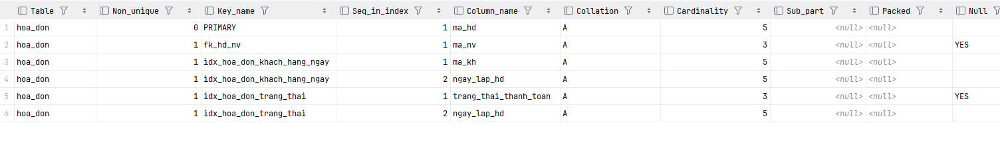 Table Non_unique Key_name Seq_in_index Column_name Collation Cardinality Sub_part Packed Null
1 hoa_don 0 PRIMARY 1 ma_hd A 5 <null> <null>
2 hoa_don 1 fk_hd_nv 1 ma_nv A 3 <null> <null> YES
3 hoa_don 1 idx_hoa_don_khach_hang_ngay 1 ma_kh A 5 <null> <null>
4 hoa_don 1 idx_hoa_don_khach_hang_ngay 2 ngay_lap_hd A 5 <null> <null>
5 hoa_don 1 idx_hoa_don_trang_thai 1 trang_thai_thanh_toan A 3 <null> <null> YES
6 hoa_don 1 idx_hoa_don_trang_thai 2 ngay_lap_hd A 5 <null> <null>